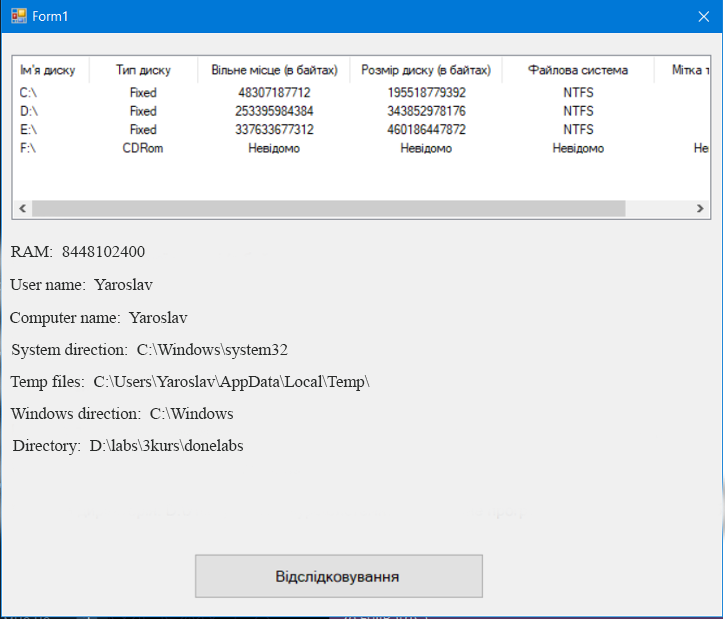 Form1
Ім'я диску Тип диску Вільне місце (в байтах) Розмір диску (в байтах) Файлова система Мітка т
C:\ Fixed 48307187712 195518779392 NTFS
D:\ Fixed 253395984384 343852978176 NTFS
E:\ Fixed 337633677312 460186447872 NTFS
F:\ CDRom Невідомо Невідомо Невідомо Не
RAM: 8448102400
User name: Yaroslav
Computer name: Yaroslav
System direction: C:\Windows\system32
Temp files: C:\Users\Yaroslav\AppData\Local\Temp\
Windows direction: C:\Windows
Directory: D:\labs\3kurs\donelabs
Відслідковування